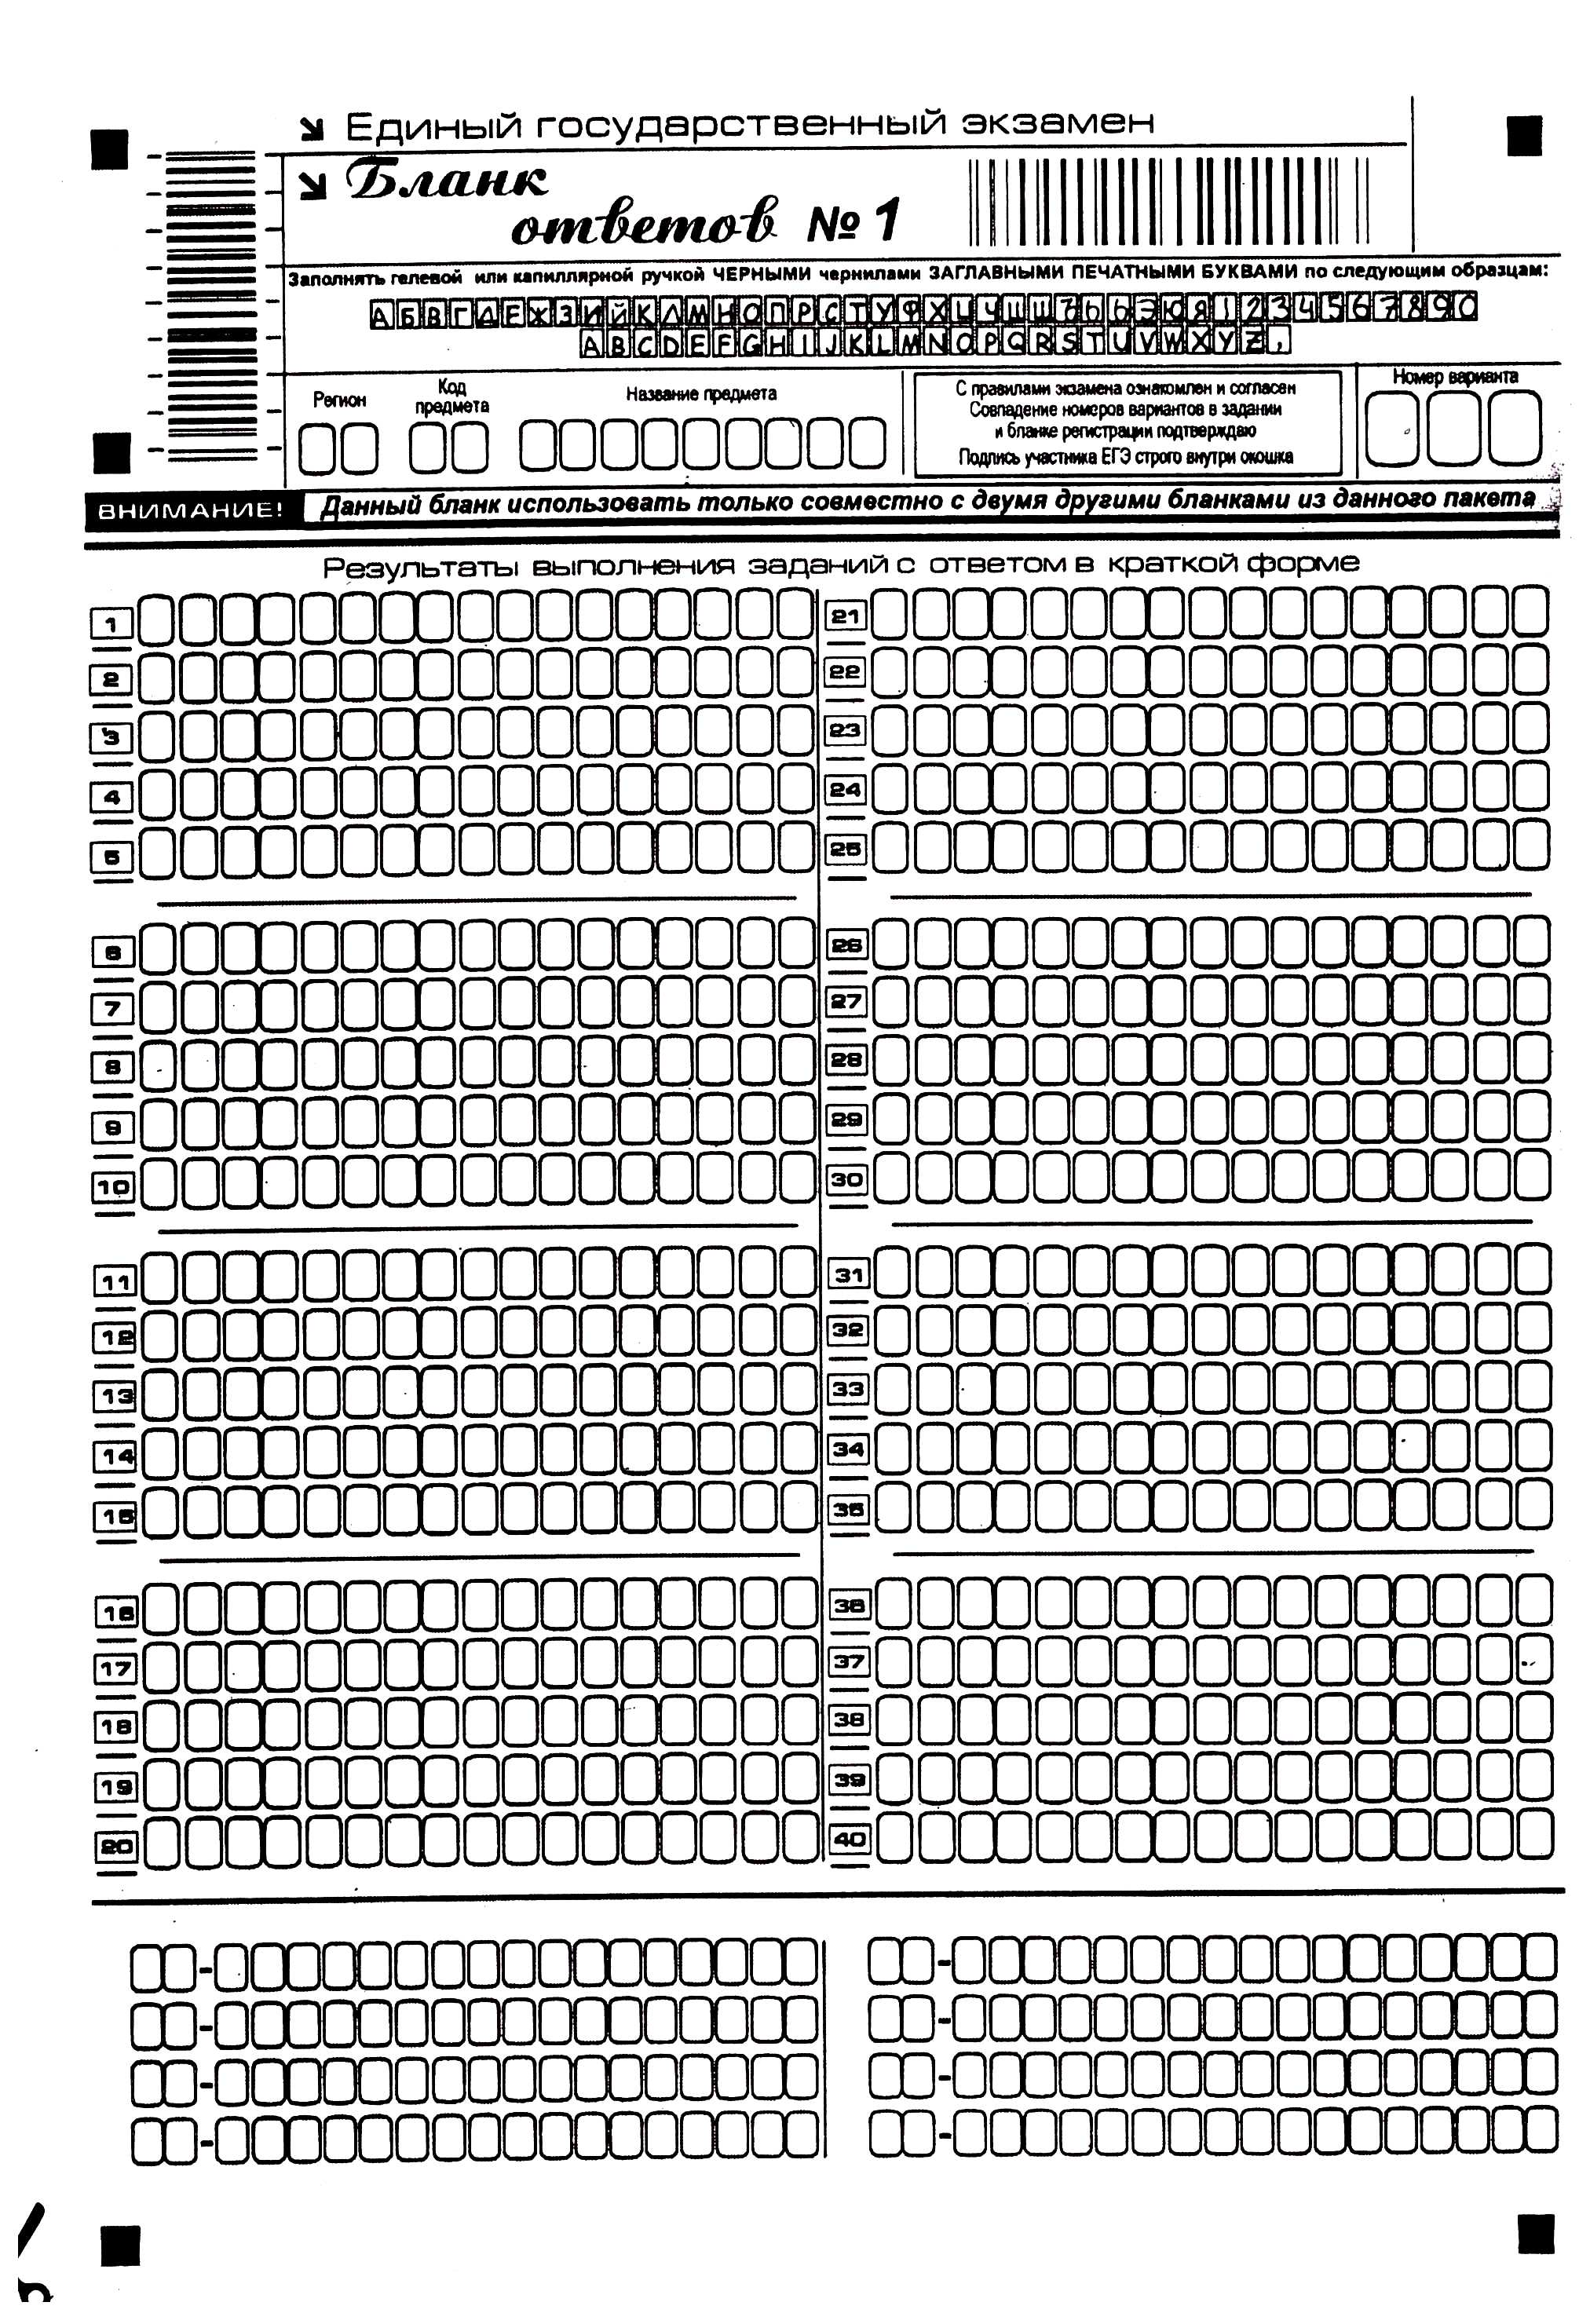 Единый государственный экзамен
Бланк
ответов № 1
Заполнять гелевой или капиллярной ручкой ЧЕРНЫМИ чернилами ЗАГЛАВНЫМИ ПЕЧАТНЫМИ БУКВАМИ по следующим образцам:
АБВГДЕЖЗИЙКЛМНОПРСТУФХЦЧШЩЪЫЬЭЮЯ1234567890
ABCDEFGHIJKLMNOPQRSTUVWXYZ,
Регион
Код предмета
Название предмета
С правилами экзамена ознакомлен и согласен
Совпадение номеров вариантов в задании
и бланке регистрации подтверждаю
Подпись участника ЕГЭ строго внутри окошка
Номер варианта
ВНИМАНИЕ! Данный бланк использовать только совместно с двумя другими бланками из данного пакета
Результаты выполнения заданий с ответом в краткой форме
1 21
2 22
3 23
4 24
5 25
6 26
7 27
8 28
9 29
10 30
11 31
12 32
13 33
14 34
15 35
16 36
17 37
18 38
19 39
20 40